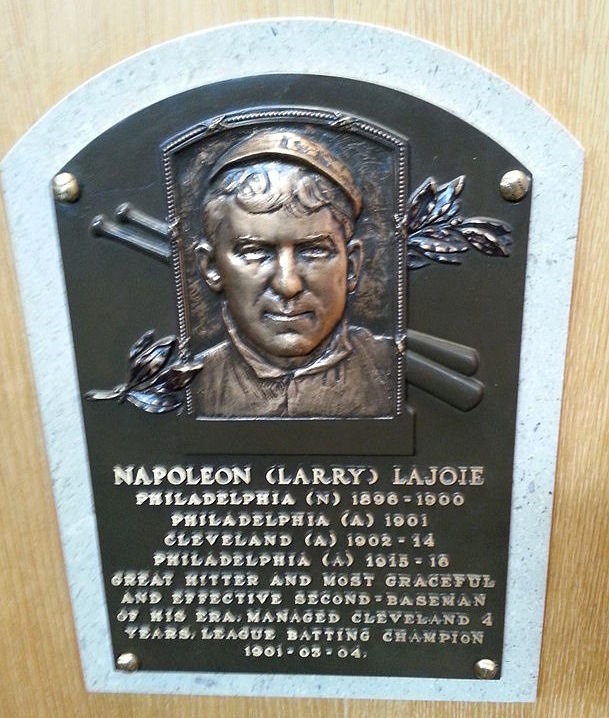 NAPOLEON (LARRY) LAJOIE
PHILADELPHIA (N) 1896-1900
PHILADELPHIA (A) 1901
CLEVELAND (A) 1902-14
PHILADELPHIA (A) 1915-16
GREAT HITTER AND MOST GRACEFUL
AND EFFECTIVE SECOND-BASEMAN
OF HIS ERA. MANAGED CLEVELAND 4
YEARS. LEAGUE BATTING CHAMPION
1901-03-04.